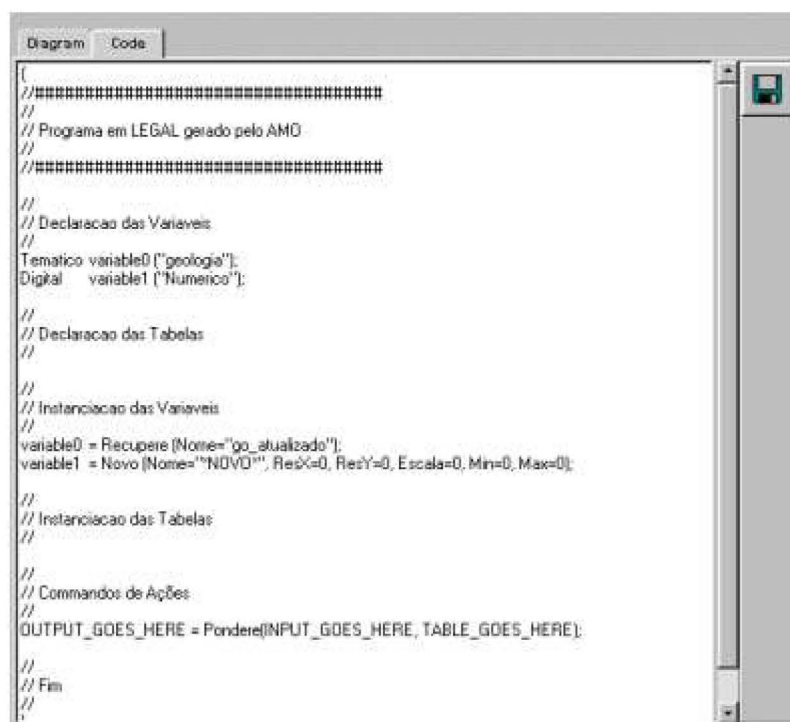 Diagram Code
{
//###################################
//
// Programa em LEGAL gerado pelo AMO
//
//###################################
//
// Declaracao das Variaveis
//
Tematico variable0 ("geologia");
Digital variable1 ("Numerico");
//
// Declaracao das Tabelas
//
//
// Instanciacao das Variaveis
//
variable0 = Recupere (Nome="go_atualizado");
variable1 = Novo (Nome="*NOVO*", ResX=0, ResY=0, Escala=0, Min=0, Max=0);
//
// Instanciacao das Tabelas
//
//
// Commandos de Ações
//
OUTPUT_GOES_HERE = Pondere(INPUT_GOES_HERE, TABLE_GOES_HERE);
//
// Fim
//